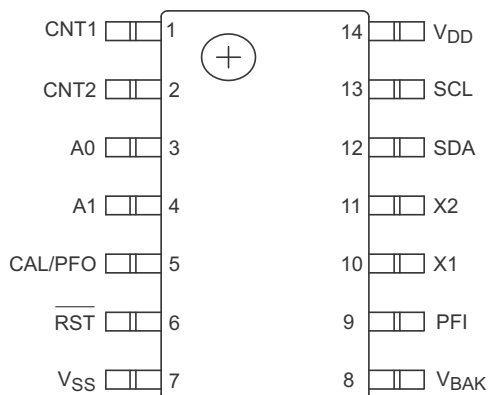 CNT1 1 14 VDD
CNT2 2 13 SCL
A0 3 12 SDA
A1 4 11 X2
CAL/PFO 5 10 X1
RST 6 9 PFI
VSS 7 8 VBAK